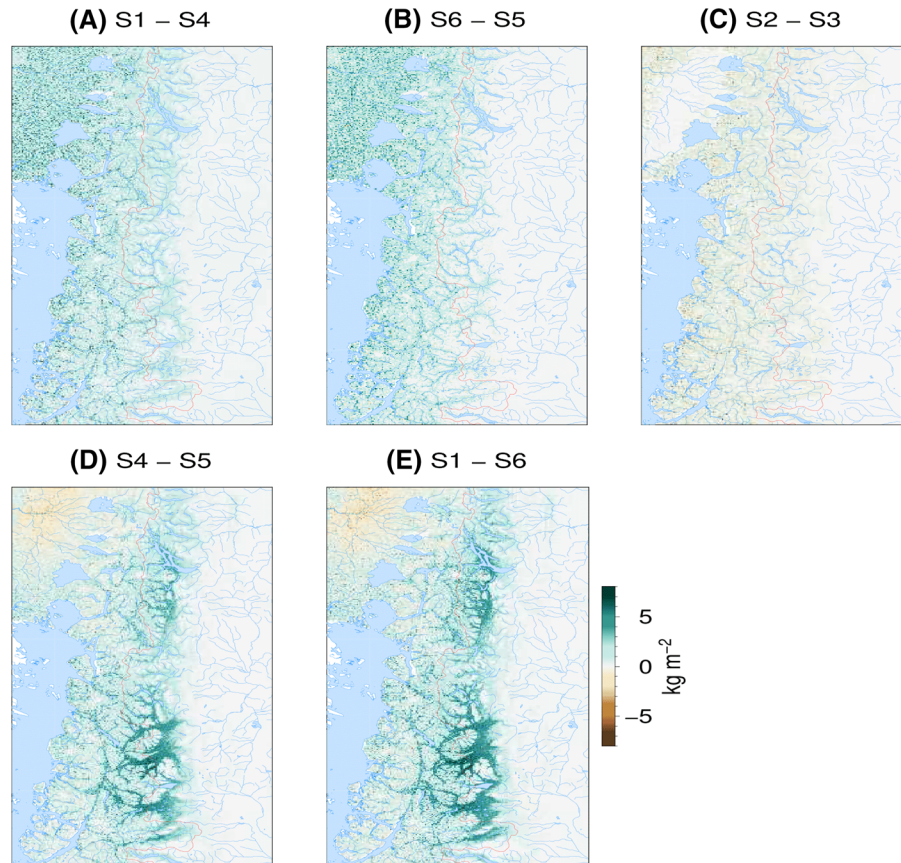 (A) S1 – S4
(B) S6 – S5
(C) S2 – S3
(D) S4 – S5
(E) S1 – S6
5
0
−5
kg m⁻²